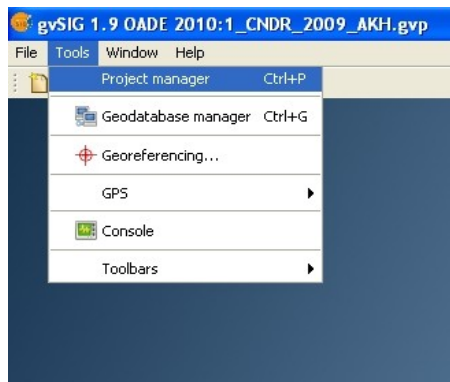 gvSIG 1.9 OADE 2010:1_CNDR_2009_AKH.gvp
File Tools Window Help
Project manager Ctrl+P
Geodatabase manager Ctrl+G
Georeferencing...
GPS
Console
Toolbars